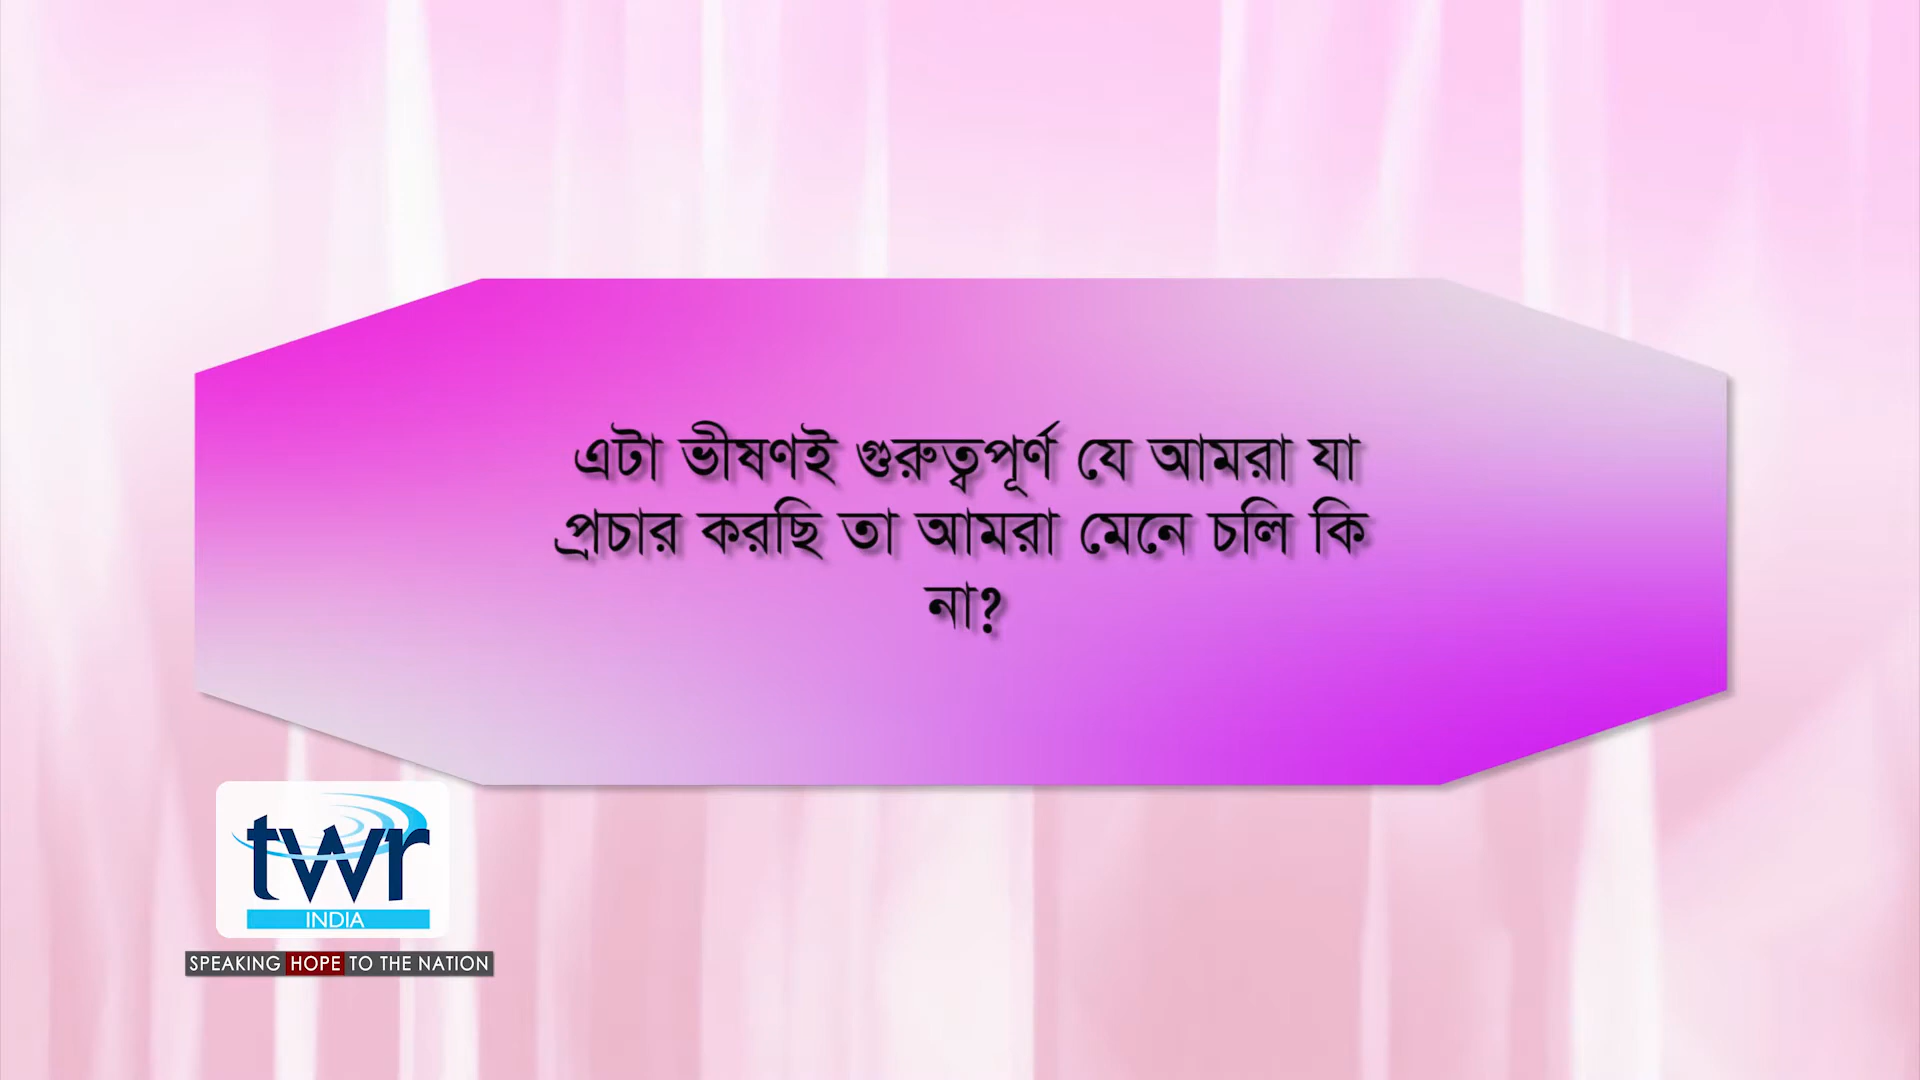 এটা ভীষণই গুরুত্বপূর্ণ যে আমরা যা
প্রচার করছি তা আমরা মেনে চলি কি
না?
twr
INDIA
SPEAKING HOPE TO THE NATION